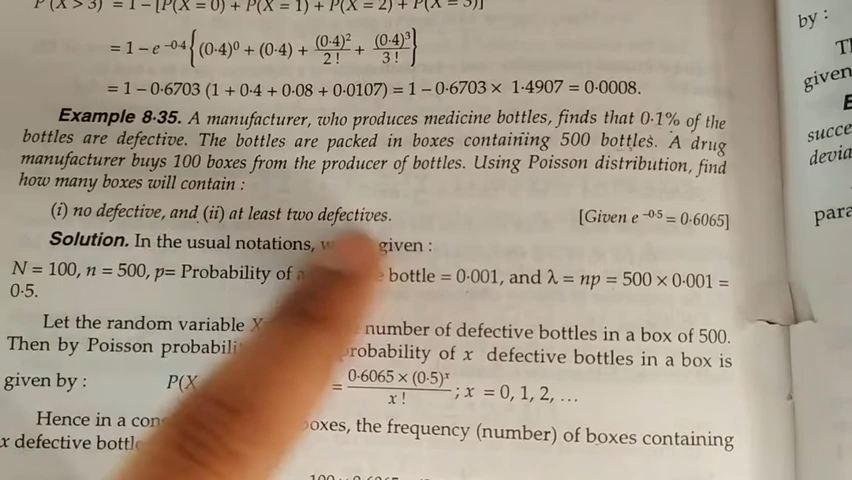 P(X > 3) = 1 – [P(X = 0) + P(X = 1) + P(X = 2) + P(X = 3)]
= 1 – e^–0·4 {(0·4)^0 + (0·4) + (0·4)^2/2 ! + (0·4)^3/3 !}
= 1 – 0·6703 (1 + 0·4 + 0·08 + 0·0107) = 1 – 0·6703 × 1·4907 = 0·0008.
Example 8·35. A manufacturer, who produces medicine bottles, finds that 0·1% of the
bottles are defective. The bottles are packed in boxes containing 500 bottles. A drug
manufacturer buys 100 boxes from the producer of bottles. Using Poisson distribution, find
how many boxes will contain :
(i) no defective, and (ii) at least two defectives. [Given e^–0·5 = 0·6065]
Solution. In the usual notations, given :
N = 100, n = 500, p = Probability of a bottle = 0·001, and λ = np = 500 × 0·001 =
0·5.
Let the random variable X number of defective bottles in a box of 500.
Then by Poisson probability of x defective bottles in a box is
given by : P(X = 0·6065 × (0·5)^x/x ! ; x = 0, 1, 2, …
Hence in a the frequency (number) of boxes containing
x defective
by :
given
succe
devia
para